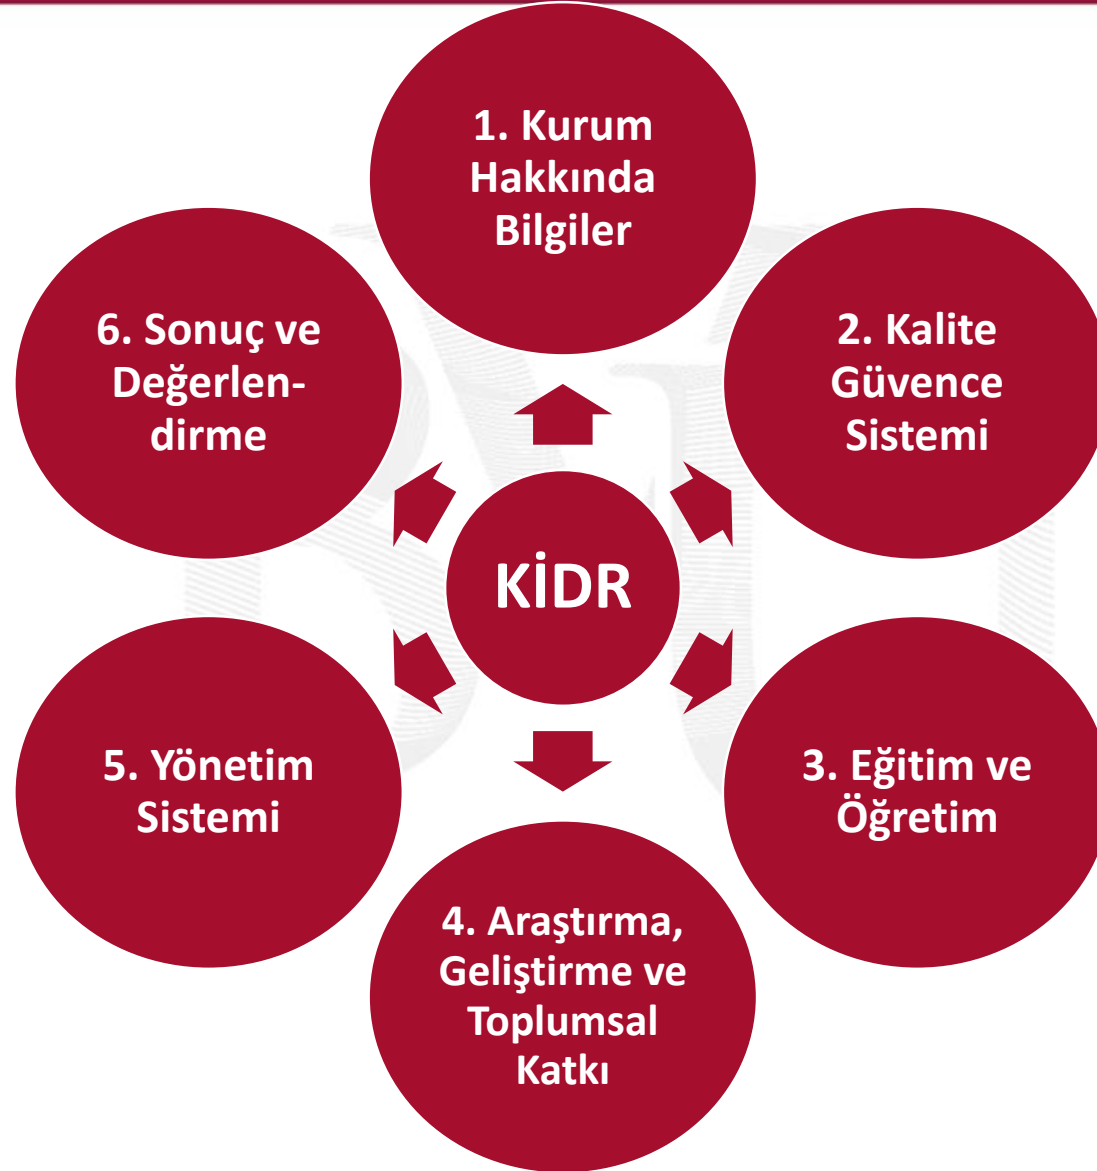 1. Kurum
Hakkında
Bilgiler
2. Kalite
Güvence
Sistemi
3. Eğitim ve
Öğretim
4. Araştırma,
Geliştirme ve
Toplumsal
Katkı
5. Yönetim
Sistemi
6. Sonuç ve
Değerlen-
dirme
KİDR